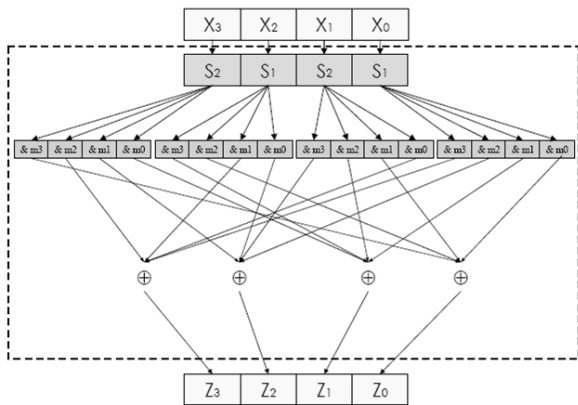 X3 X2 X1 X0
S2 S1 S2 S1
& m3 & m2 & m1 & m0 & m3 & m2 & m1 & m0 & m3 & m2 & m1 & m0 & m3 & m2 & m1 & m0
⊕ ⊕ ⊕ ⊕
Z3 Z2 Z1 Z0